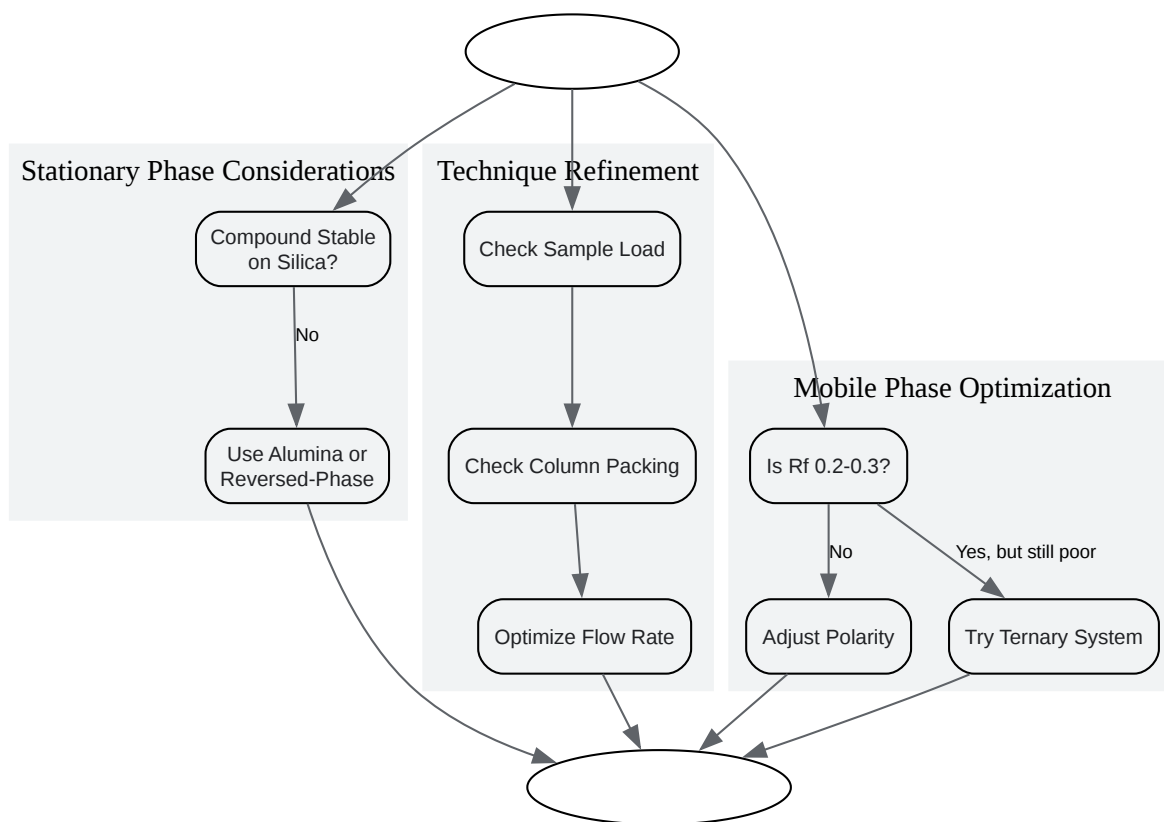 Stationary Phase Considerations
Technique Refinement
Compound Stable
on Silica?
Check Sample Load
No
Mobile Phase Optimization
Use Alumina or
Reversed-Phase
Check Column Packing
Is Rf 0.2-0.3?
No
Yes, but still poor
Optimize Flow Rate
Adjust Polarity
Try Ternary System